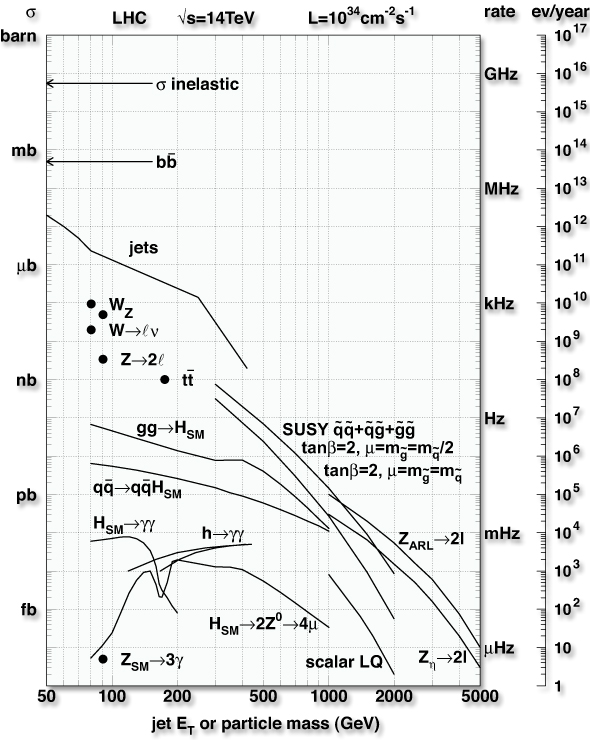 σ LHC √s=14TeV L=10³⁴cm⁻²s⁻¹ rate ev/year
barn 10¹⁷
GHz 10¹⁶
σ inelastic
10¹⁵
mb 10¹⁴
bb̄
MHz 10¹³
10¹²
jets
μb 10¹¹
W kHz 10¹⁰
Z
W→ℓν 10⁹
Z→2ℓ
nb tt̄ 10⁸
Hz 10⁷
gg→H_SM SUSY q̃q̃+q̃g̃+g̃g̃
tanβ=2, μ=m_g̃=m_q̃/2 10⁶
tanβ=2, μ=m_g̃=m_q̃
qq̄→qq̄H_SM
pb 10⁵
H_SM→γγ h→γγ mHz 10⁴
Z_ARL→2l
10³
fb 10²
H_SM→2Z⁰→4μ
Z_SM→3γ scalar LQ Z_η→2l μHz 10
1
50 100 200 500 1000 2000 5000
jet E_T or particle mass (GeV)